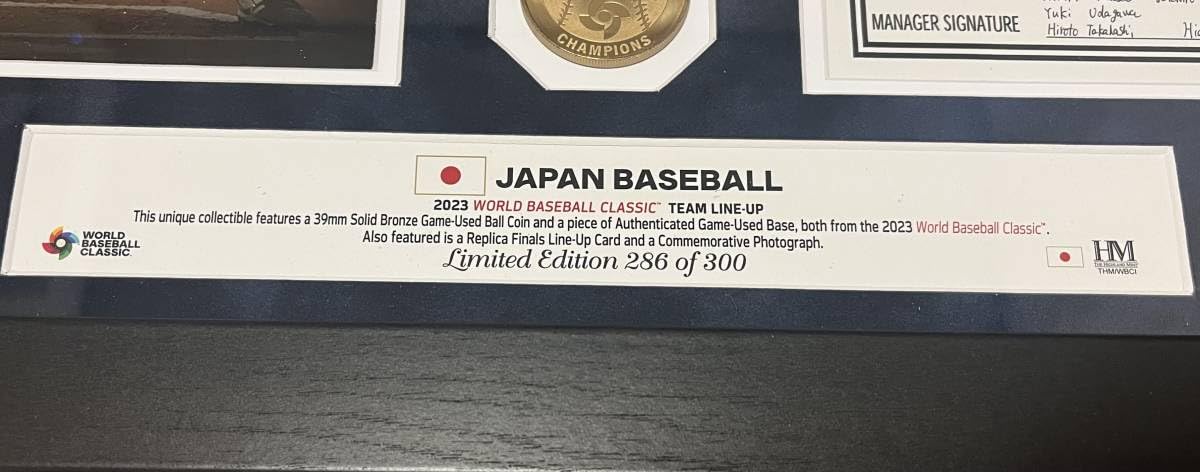 CHAMPIONS
MANAGER SIGNATURE
Yuki Udagawa
Hiroto Takahashi
JAPAN BASEBALL
2023 WORLD BASEBALL CLASSIC™ TEAM LINE-UP
This unique collectible features a 39mm Solid Bronze Game-Used Ball Coin and a piece of Authenticated Game-Used Base, both from the 2023 World Baseball Classic™.
Also featured is a Replica Finals Line-Up Card and a Commemorative Photograph.
Limited Edition 286 of 300
WORLD
BASEBALL
CLASSIC
HM
THE HIGHLAND MINT
THM/WBCI